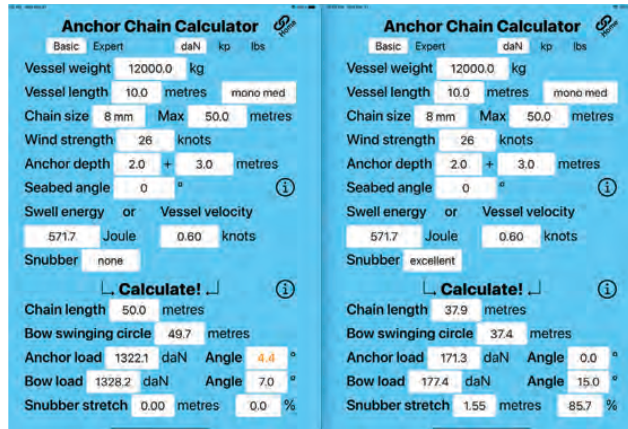 Anchor Chain Calculator
Home
Basic Expert daN kp lbs
Vessel weight 12000.0 kg
Vessel length 10.0 metres mono med
Chain size 8 mm Max 50.0 metres
Wind strength 26 knots
Anchor depth 2.0 + 3.0 metres
Seabed angle 0 °
Swell energy or Vessel velocity
571.7 Joule 0.60 knots
Snubber none
Calculate!
Chain length 50.0 metres
Bow swinging circle 49.7 metres
Anchor load 1322.1 daN Angle 4.4 °
Bow load 1328.2 daN Angle 7.0 °
Snubber stretch 0.00 metres 0.0 %
Anchor Chain Calculator
Home
Basic Expert daN kp lbs
Vessel weight 12000.0 kg
Vessel length 10.0 metres mono med
Chain size 8 mm Max 50.0 metres
Wind strength 26 knots
Anchor depth 2.0 + 3.0 metres
Seabed angle 0 °
Swell energy or Vessel velocity
571.7 Joule 0.60 knots
Snubber excellent
Calculate!
Chain length 37.9 metres
Bow swinging circle 37.4 metres
Anchor load 171.3 daN Angle 0.0 °
Bow load 177.4 daN Angle 15.0 °
Snubber stretch 1.55 metres 85.7 %